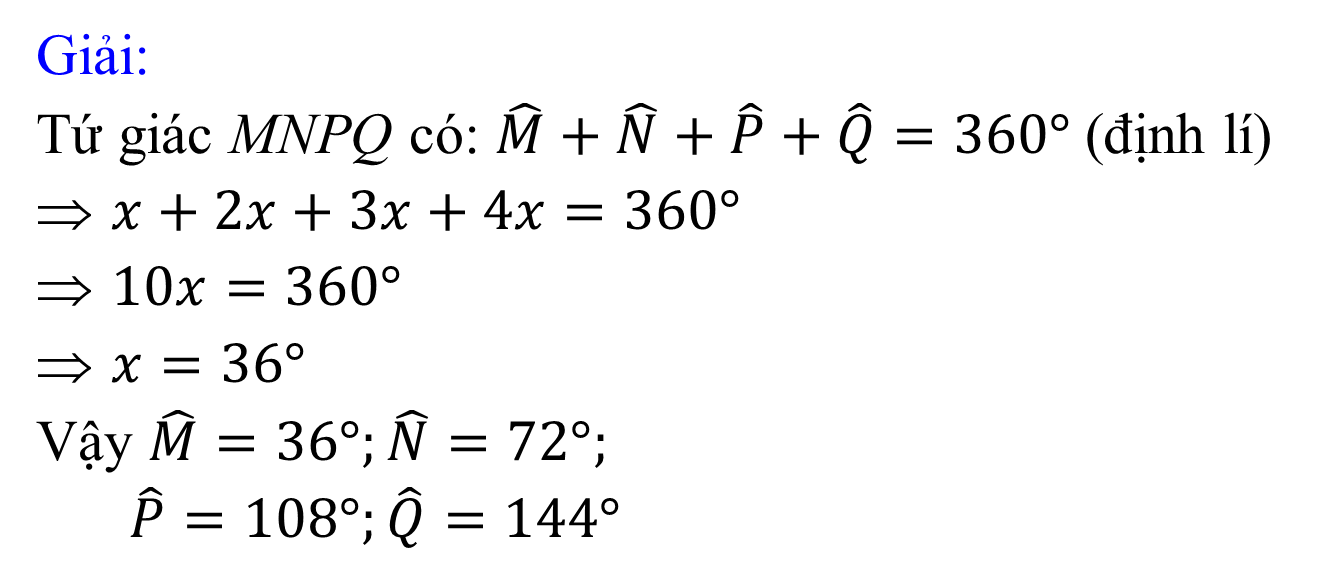 Giải:
Tứ giác MNPQ có: M̂ + N̂ + P̂ + Q̂ = 360° (định lí)
⟹ x + 2x + 3x + 4x = 360°
⟹ 10x = 360°
⟹ x = 36°
Vậy M̂ = 36°; N̂ = 72°;
P̂ = 108°; Q̂ = 144°